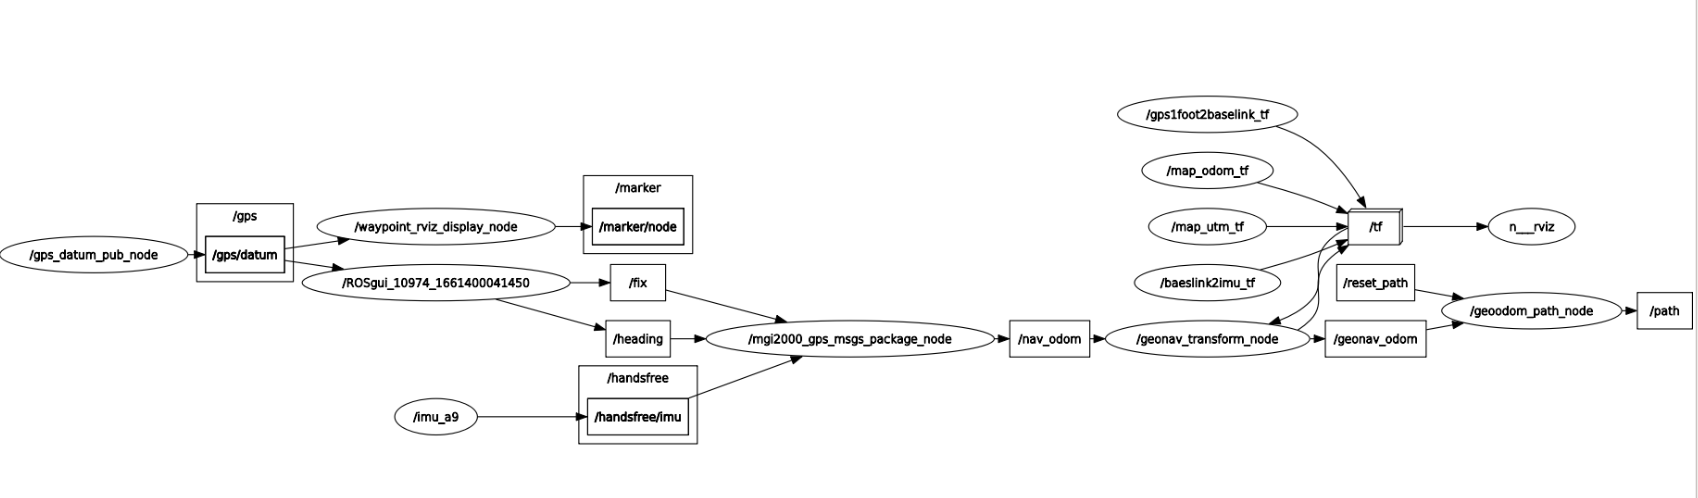 /gps1foot2baselink_tf
/map_odom_tf
/marker
/gps
/waypoint_rviz_display_node
/marker/node
/map_utm_tf
/tf
n__rviz
/gps_datum_pub_node
/gps/datum
/ROSgui_10974_1661400041450
/fix
/baeslink2imu_tf
/reset_path
/geoodom_path_node
/path
/heading
/mgi2000_gps_msgs_package_node
/nav_odom
/geonav_transform_node
/geonav_odom
/handsfree
/imu_a9
/handsfree/imu